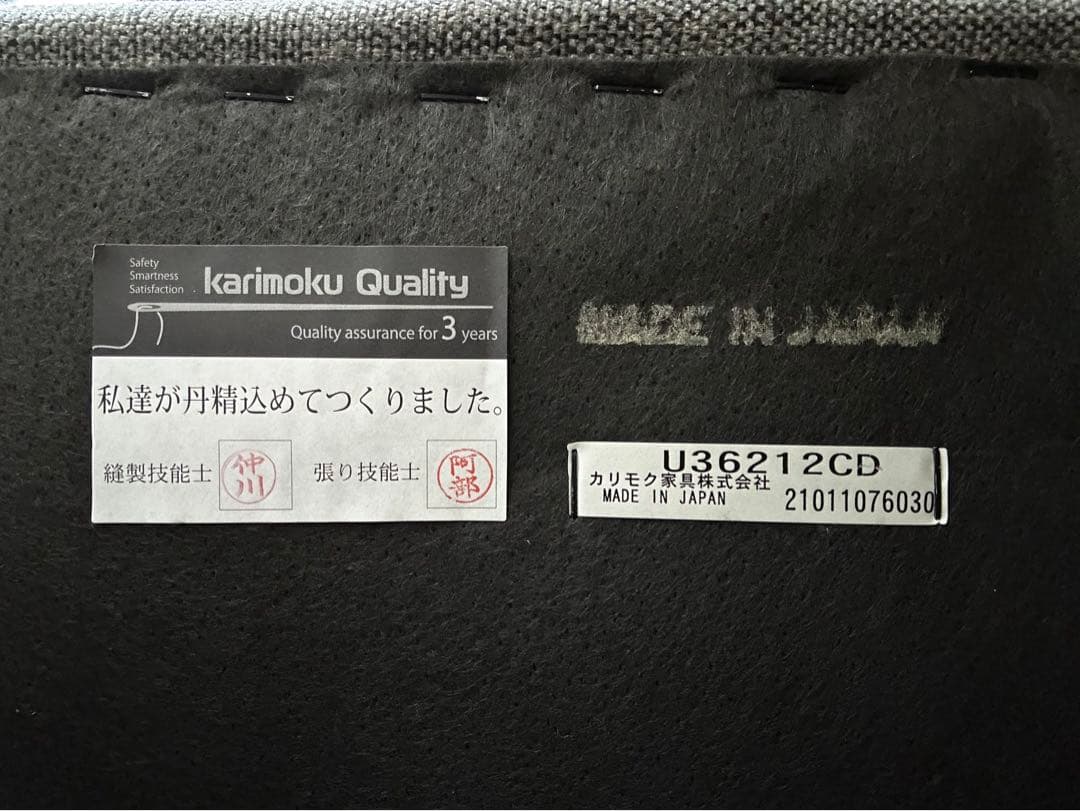 Safety
Smartness
Satisfaction
karimoku Quality
Quality assurance for 3 years
私達が丹精込めてつくりました。
縫製技能士 仲川 張り技能士 阿部
MADE IN JAPAN
U36212CD
カリモク家具株式会社
MADE IN JAPAN 21011076030